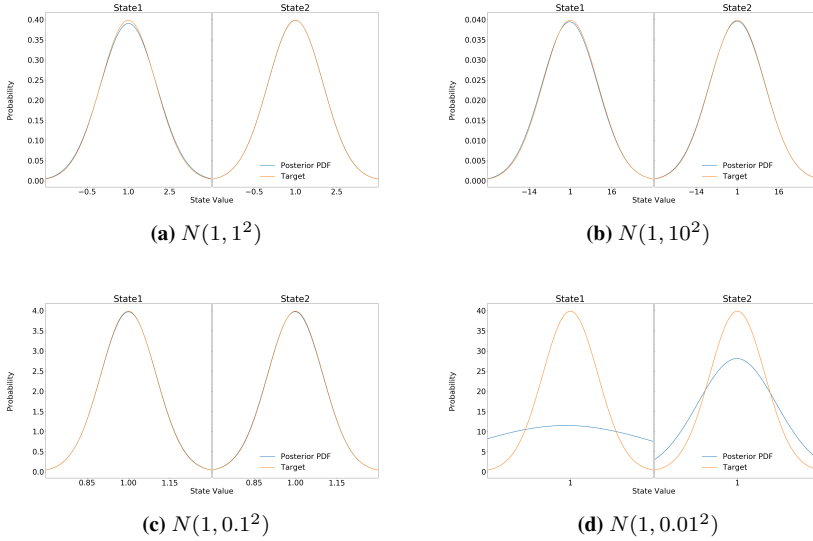 State1
State2
0.40
0.35
0.30
0.25
0.20
0.15
0.10
0.05
0.00
Probability
−0.5 1.0 2.5 −0.5 1.0 2.5
State Value
Posterior PDF
Target
(a) N(1, 1²)
State1
State2
0.040
0.035
0.030
0.025
0.020
0.015
0.010
0.005
0.000
Probability
−14 1 16 −14 1 16
State Value
Posterior PDF
Target
(b) N(1, 10²)
State1
State2
4.0
3.5
3.0
2.5
2.0
1.5
1.0
0.5
0.0
Probability
0.85 1.00 1.15 0.85 1.00 1.15
State Value
Posterior PDF
Target
(c) N(1, 0.1²)
State1
State2
40
35
30
25
20
15
10
5
0
Probability
1 1
State Value
Posterior PDF
Target
(d) N(1, 0.01²)